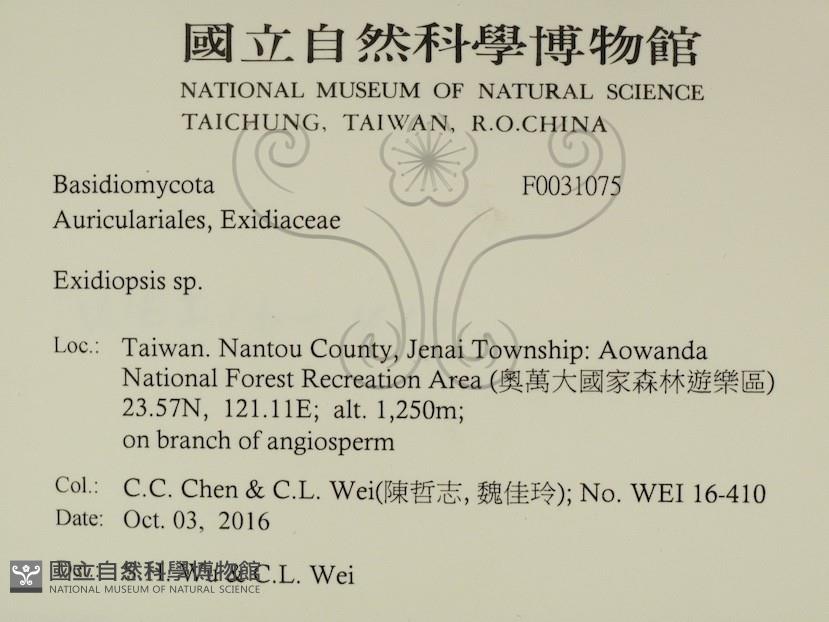 國立自然科學博物館
NATIONAL MUSEUM OF NATURAL SCIENCE
TAICHUNG, TAIWAN, R.O.CHINA
Basidiomycota F0031075
Auriculariales, Exidiaceae
Exidiopsis sp.
Loc.: Taiwan. Nantou County, Jenai Township: Aowanda
National Forest Recreation Area (奧萬大國家森林遊樂區)
23.57N, 121.11E; alt. 1,250m;
on branch of angiosperm
Col.: C.C. Chen & C.L. Wei(陳哲志, 魏佳玲); No. WEI 16-410
Date: Oct. 03, 2016
S.H. Wu & C.L. Wei
國立自然科學博物館
NATIONAL MUSEUM OF NATURAL SCIENCE